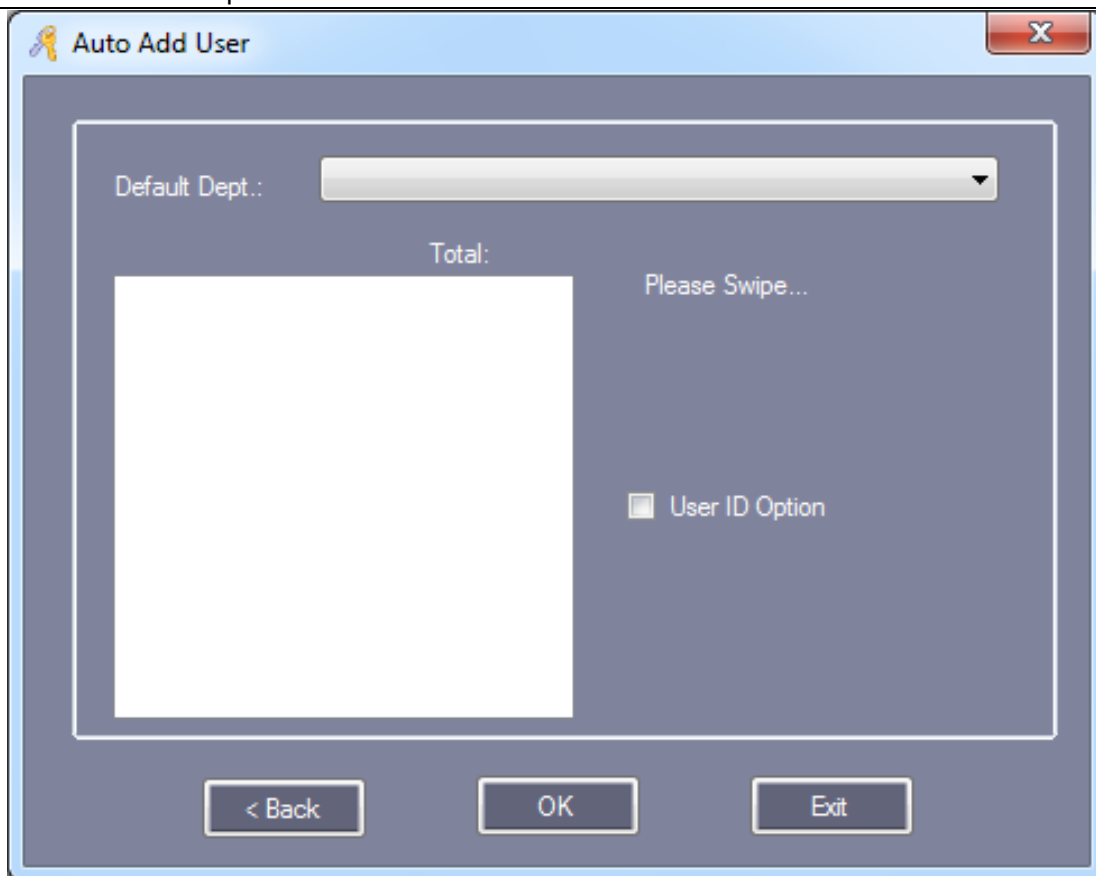 Auto Add User
Default Dept.:
Total:
Please Swipe...
User ID Option
< Back
OK
Exit